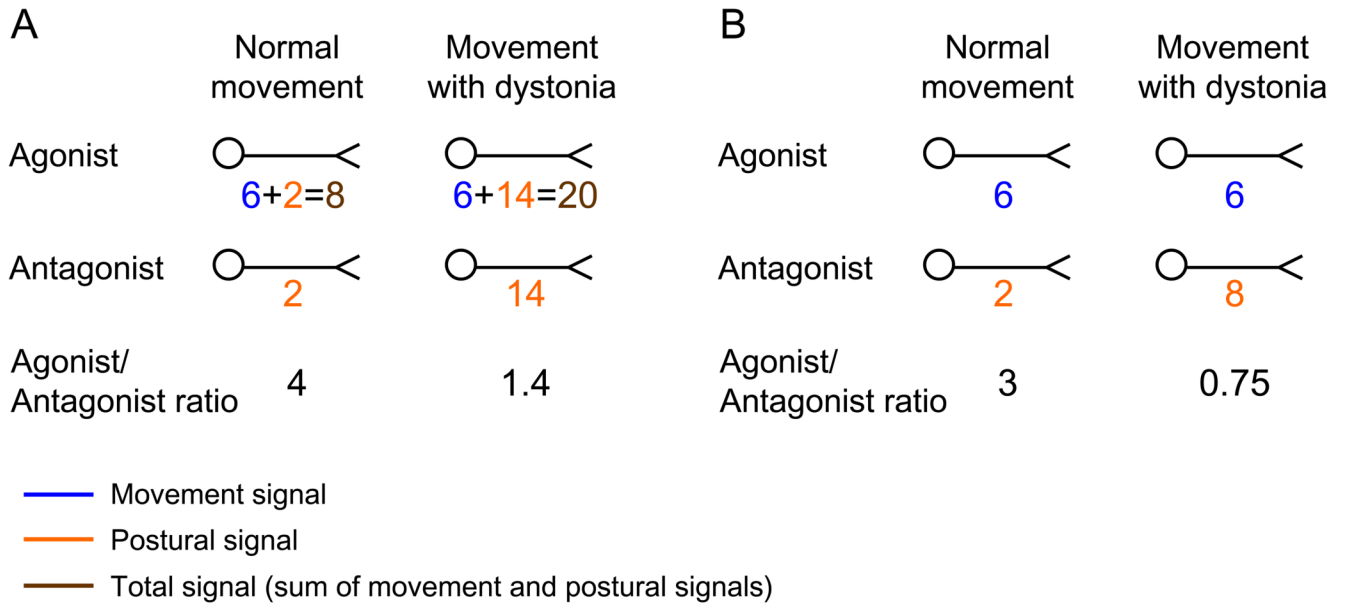 A
Normal movement
Movement with dystonia
Agonist
6+2=8
6+14=20
Antagonist
2
14
Agonist/
Antagonist ratio
4
1.4
B
Normal movement
Movement with dystonia
Agonist
6
6
Antagonist
2
8
Agonist/
Antagonist ratio
3
0.75
Movement signal
Postural signal
Total signal (sum of movement and postural signals)